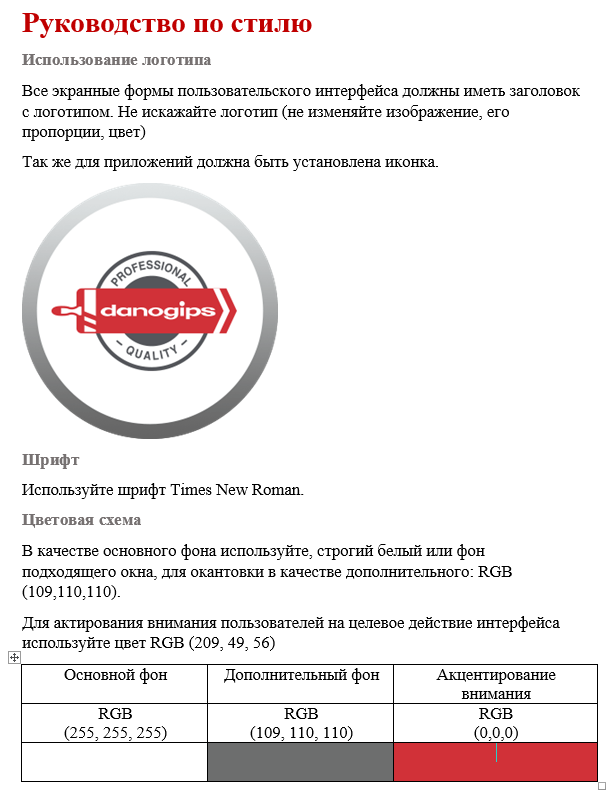 Руководство по стилю
Использование логотипа
Все экранные формы пользовательского интерфейса должны иметь заголовок
с логотипом. Не искажайте логотип (не изменяйте изображение, его
пропорции, цвет)
Так же для приложений должна быть установлена иконка.
PROFESSIONAL
danogips
- QUALITY -
Шрифт
Используйте шрифт Times New Roman.
Цветовая схема
В качестве основного фона используйте, строгий белый или фон
подходящего окна, для окантовки в качестве дополнительного: RGB
(109,110,110).
Для актирования внимания пользователей на целевое действие интерфейса
используйте цвет RGB (209, 49, 56)
Основной фон Дополнительный фон Акцентирование
внимания
RGB RGB RGB
(255, 255, 255) (109, 110, 110) (0,0,0)